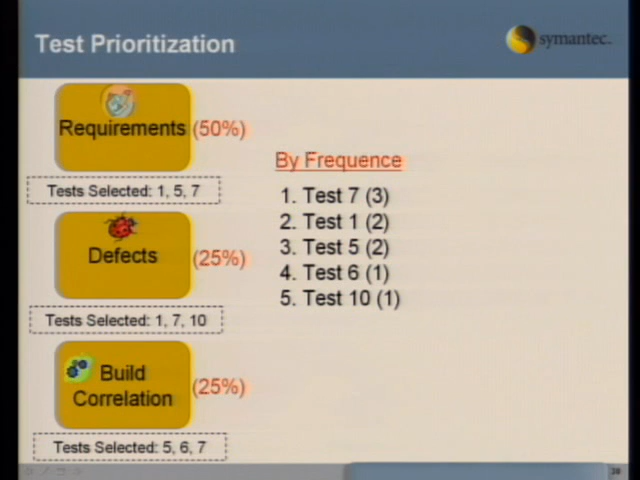 Test Prioritization
symantec.
Requirements (50%)
Tests Selected: 1, 5, 7
Defects (25%)
Tests Selected: 1, 7, 10
Build
Correlation (25%)
Tests Selected: 5, 6, 7
By Frequence
1. Test 7 (3)
2. Test 1 (2)
3. Test 5 (2)
4. Test 6 (1)
5. Test 10 (1)